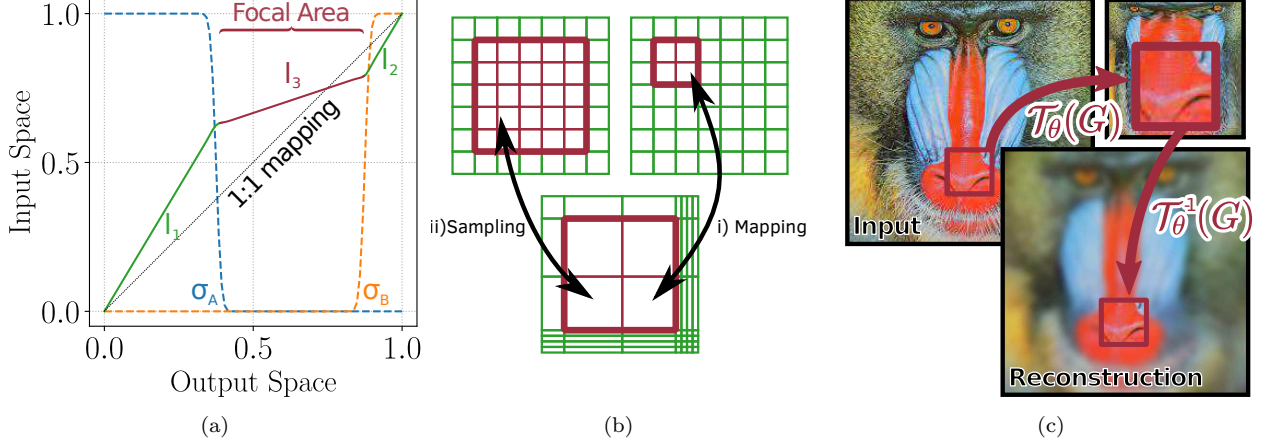 Focal Area
1.0
0.5
0.0
Input Space
l₁
l₂
l₃
1:1 mapping
σA
σB
0.0
0.5
1.0
Output Space
(a)
ii)Sampling
i) Mapping
(b)
Input
𝒯θ(G)
𝒯θ⁻¹(G)
Reconstruction
(c)